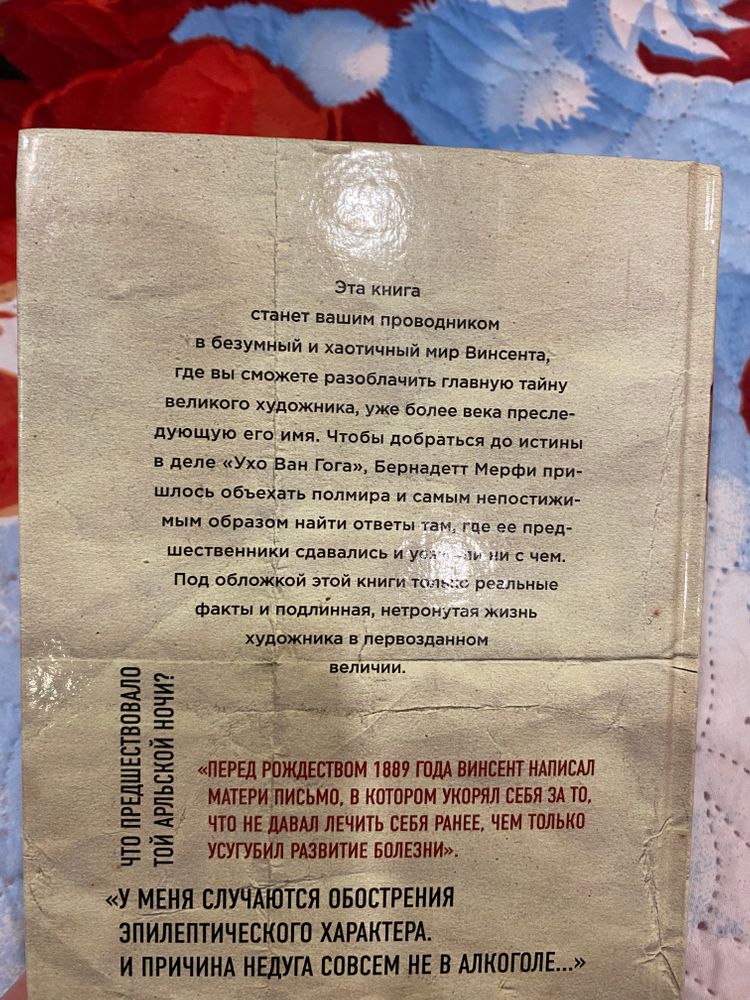 Эта книга
станет вашим проводником
в безумный и хаотичный мир Винсента,
где вы сможете разоблачить главную тайну
великого художника, уже более века пресле-
дующую его имя. Чтобы добраться до истины
в деле «Ухо Ван Гога», Бернадетт Мерфи при-
шлось объехать полмира и самым непостижи-
мым образом найти ответы там, где ее пред-
шественники сдавались и ни с чем.
Под обложкой этой книги только реальные
факты и подлинная, нетронутая жизнь
художника в первозданном
величии.
ЧТО ПРЕДШЕСТВОВАЛО
ТОЙ АРЛЬСКОЙ НОЧИ?
«ПЕРЕД РОЖДЕСТВОМ 1889 ГОДА ВИНСЕНТ НАПИСАЛ
МАТЕРИ ПИСЬМО, В КОТОРОМ УКОРЯЛ СЕБЯ ЗА ТО,
ЧТО НЕ ДАВАЛ ЛЕЧИТЬ СЕБЯ РАНЕЕ, ЧЕМ ТОЛЬКО
УСУГУБИЛ РАЗВИТИЕ БОЛЕЗНИ».
«У МЕНЯ СЛУЧАЮТСЯ ОБОСТРЕНИЯ
ЭПИЛЕПТИЧЕСКОГО ХАРАКТЕРА.
И ПРИЧИНА НЕДУГА СОВСЕМ НЕ В АЛКОГОЛЕ...»